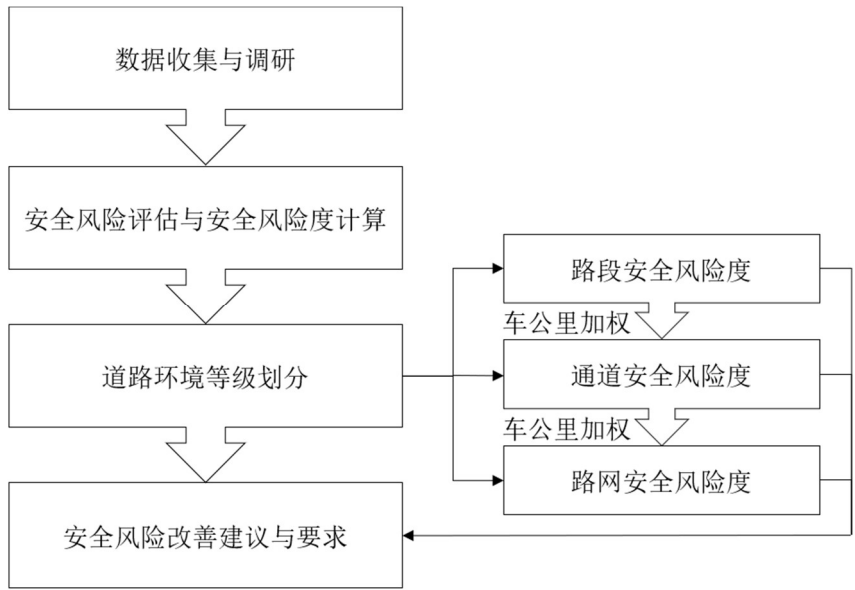 数据收集与调研
安全风险评估与安全风险度计算
道路环境等级划分
安全风险改善建议与要求
路段安全风险度
车公里加权
通道安全风险度
车公里加权
路网安全风险度